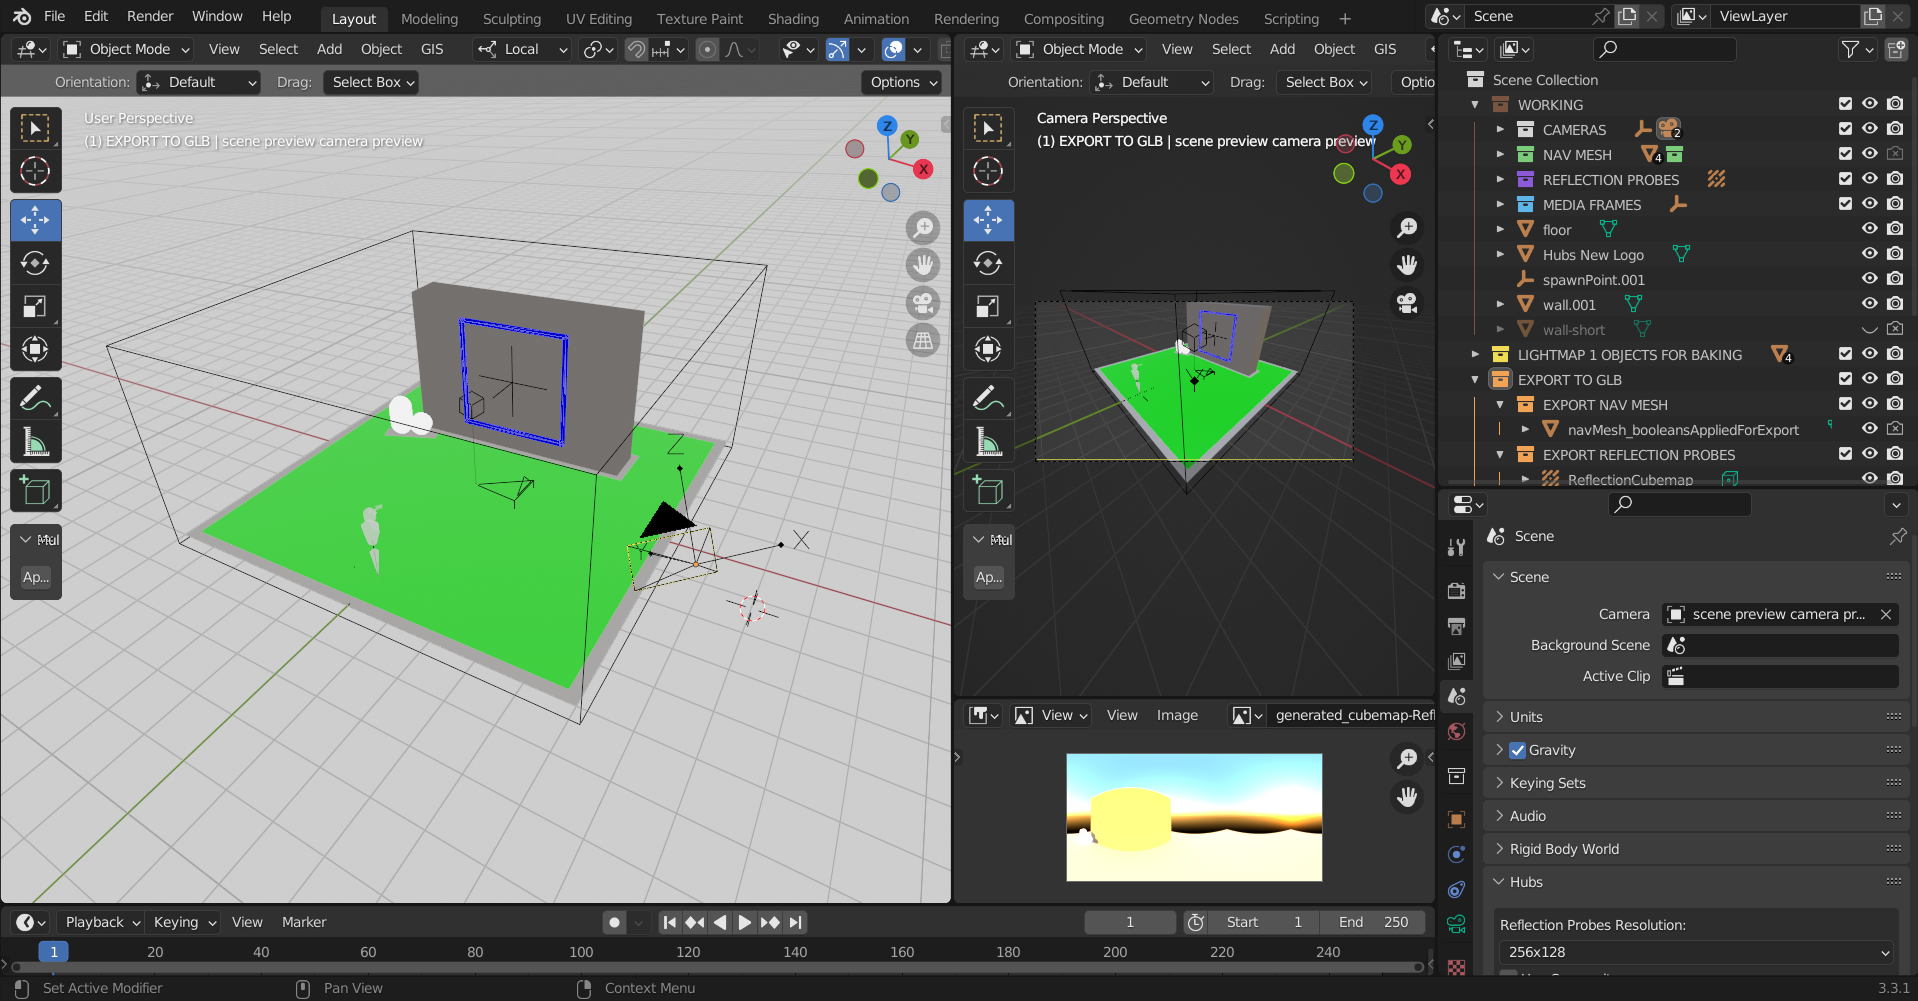 File Edit Render Window Help Layout Modeling Sculpting UV Editing Texture Paint Shading Animation Rendering Compositing Geometry Nodes Scripting + Scene ViewLayer
Object Mode View Select Add Object GIS Local
Orientation: Default Drag: Select Box Options
User Perspective
(1) EXPORT TO GLB | scene preview camera preview
Z
Y
X
Z
X
Y
Ap...
Object Mode View Select Add Object GIS
Orientation: Default Drag: Select Box Optio
Camera Perspective
(1) EXPORT TO GLB | scene preview camera preview
Z
Y
X
Ap...
View View Image generated_cubemap-Refl
Scene Collection
WORKING
CAMERAS 2
NAV MESH 4
REFLECTION PROBES
MEDIA FRAMES
floor
Hubs New Logo
spawnPoint.001
wall.001
wall-short
LIGHTMAP 1 OBJECTS FOR BAKING 4
EXPORT TO GLB
EXPORT NAV MESH
navMesh_booleansAppliedForExport
EXPORT REFLECTION PROBES
ReflectionCubemap
Scene
Scene
Camera scene preview camera pr...
Background Scene
Active Clip
Units
Gravity
Keying Sets
Audio
Rigid Body World
Hubs
Reflection Probes Resolution:
256x128
Playback Keying View Marker 1 Start 1 End 250
1 20 40 60 80 100 120 140 160 180 200 220 240
Set Active Modifier Pan View Context Menu 3.3.1